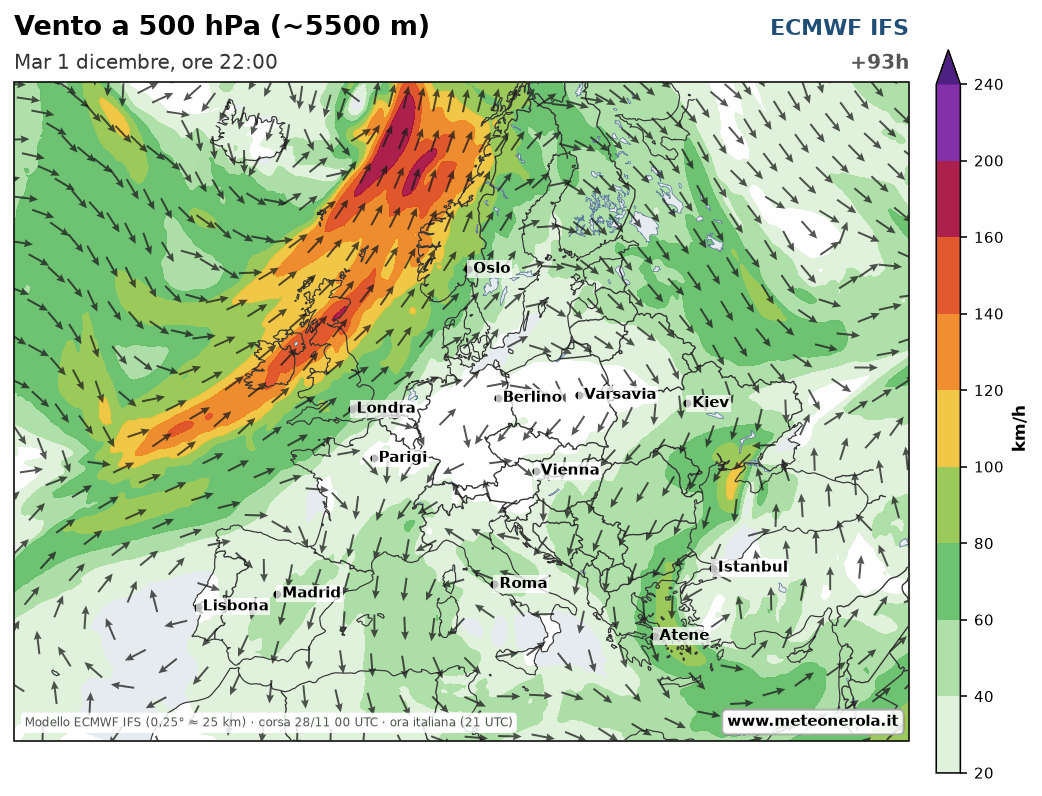 Vento a 500 hPa (~5500 m)
ECMWF IFS
Mar 1 dicembre, ore 22:00
+93h
240
200
160
140
120
100
80
60
40
20
km/h
Oslo
Berlino
Varsavia
Kiev
Londra
Parigi
Vienna
Istanbul
Roma
Madrid
Lisbona
Atene
Modello ECMWF IFS (0,25° ≈ 25 km) · corsa 28/11 00 UTC · ora italiana (21 UTC)
www.meteonerola.it